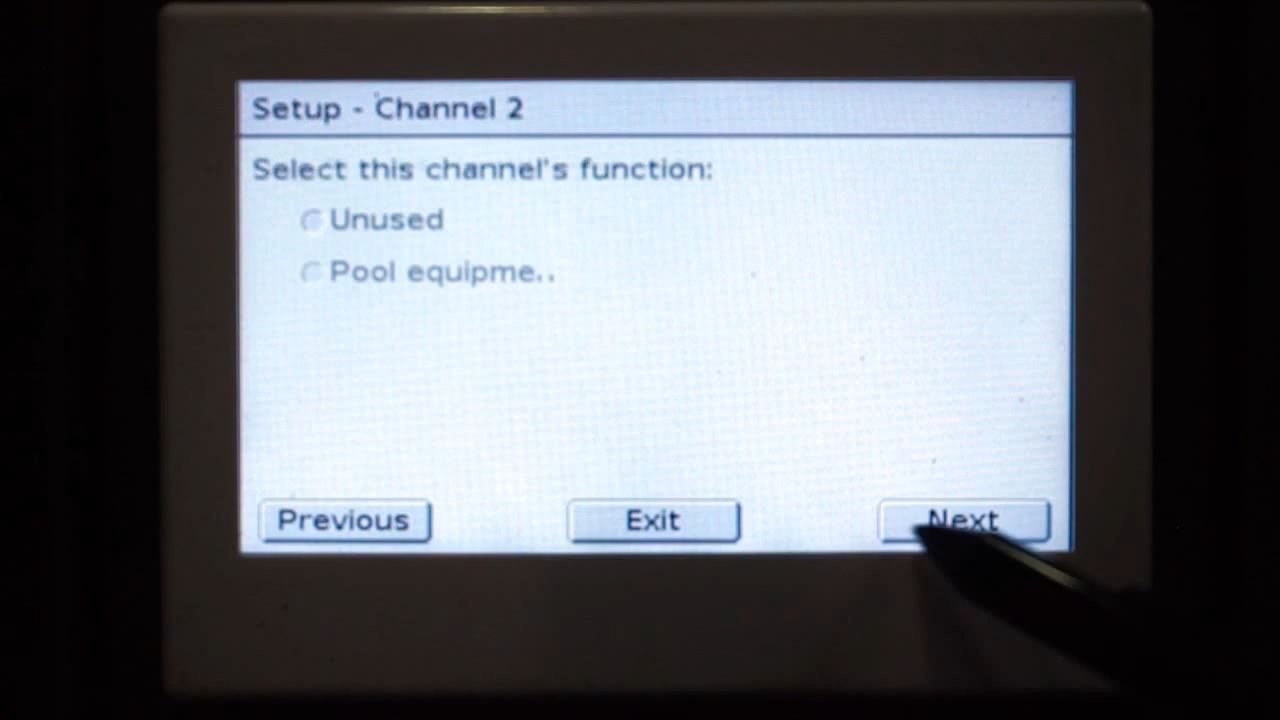 Setup - Channel 2
Select this channel's function:
Unused
Pool equipme..
Previous
Exit
Next